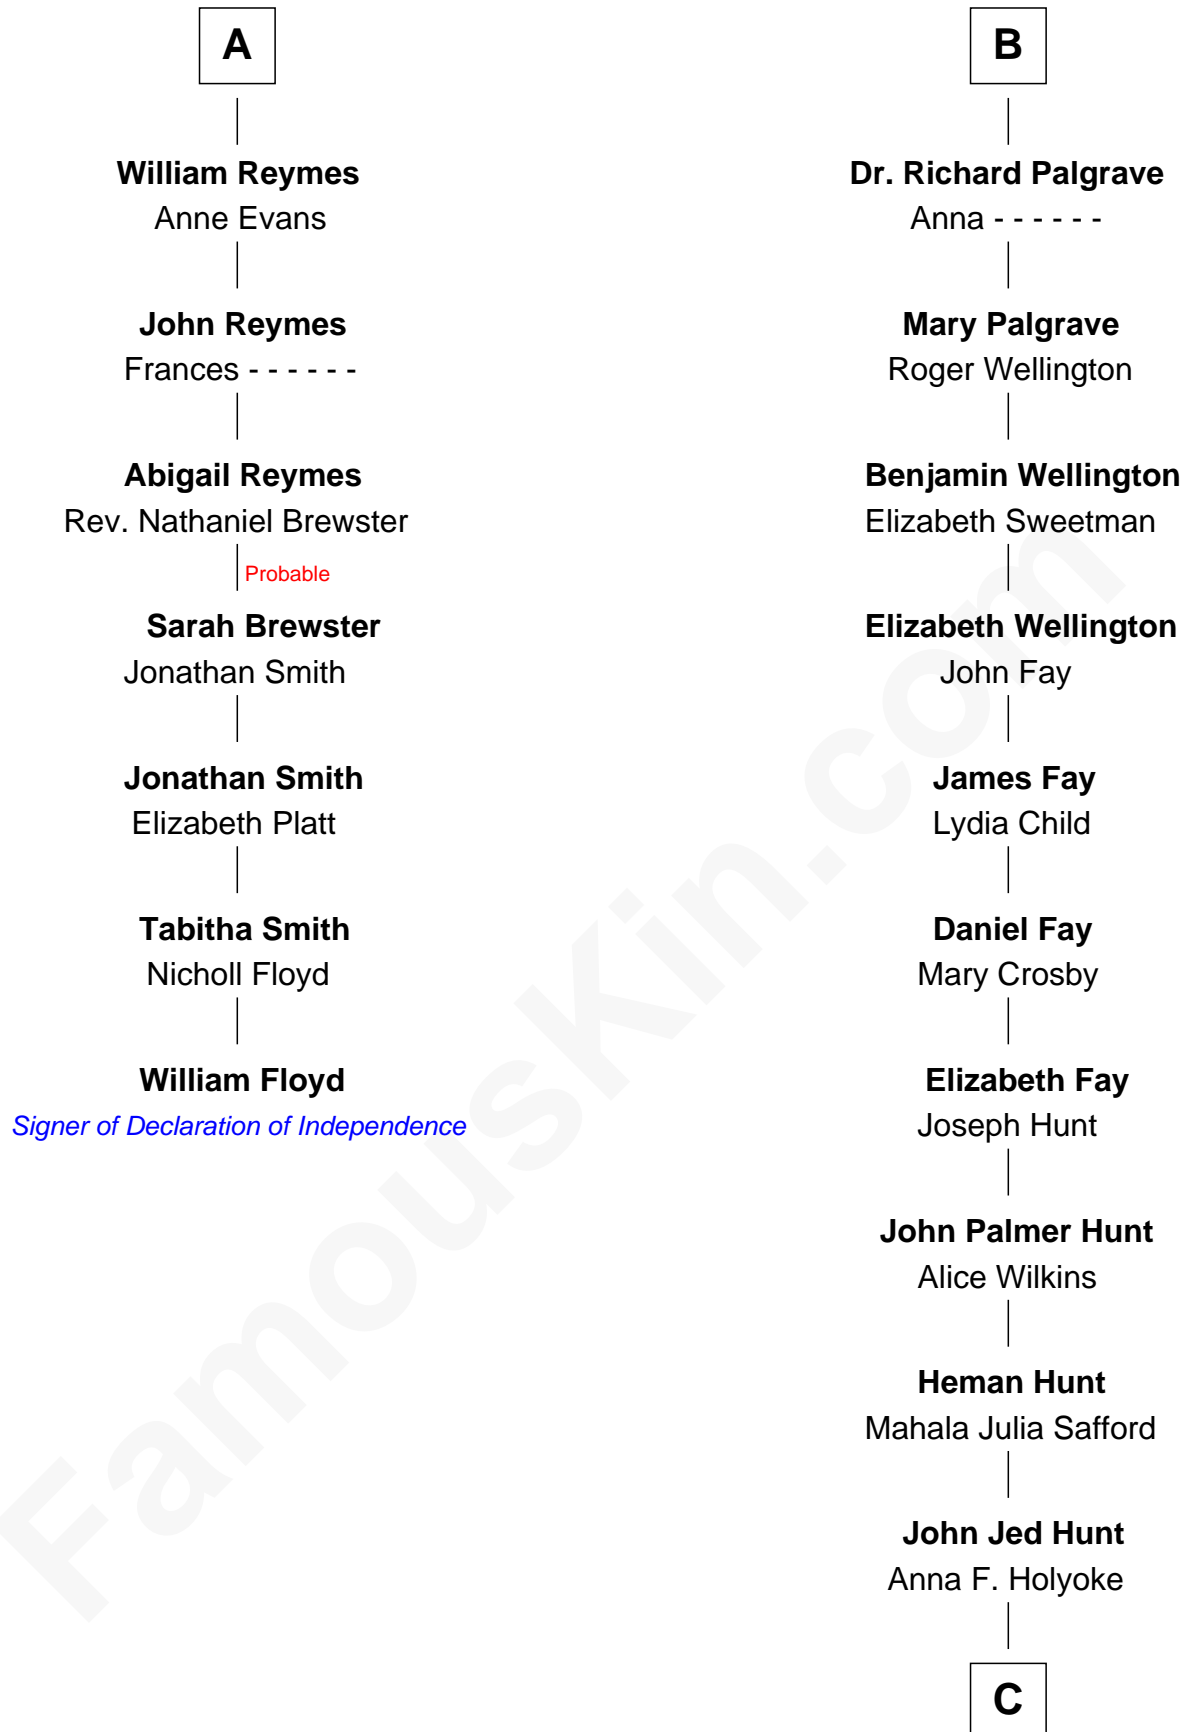 A
William Reymes
Anne Evans
John Reymes
Frances - - - - - -
Abigail Reymes
Rev. Nathaniel Brewster
Probable
Sarah Brewster
Jonathan Smith
Jonathan Smith
Elizabeth Platt
Tabitha Smith
Nicholl Floyd
William Floyd
Signer of Declaration of Independence
B
Dr. Richard Palgrave
Anna - - - - - -
Mary Palgrave
Roger Wellington
Benjamin Wellington
Elizabeth Sweetman
Elizabeth Wellington
John Fay
James Fay
Lydia Child
Daniel Fay
Mary Crosby
Elizabeth Fay
Joseph Hunt
John Palmer Hunt
Alice Wilkins
Heman Hunt
Mahala Julia Safford
John Jed Hunt
Anna F. Holyoke
C
FamousKin.com